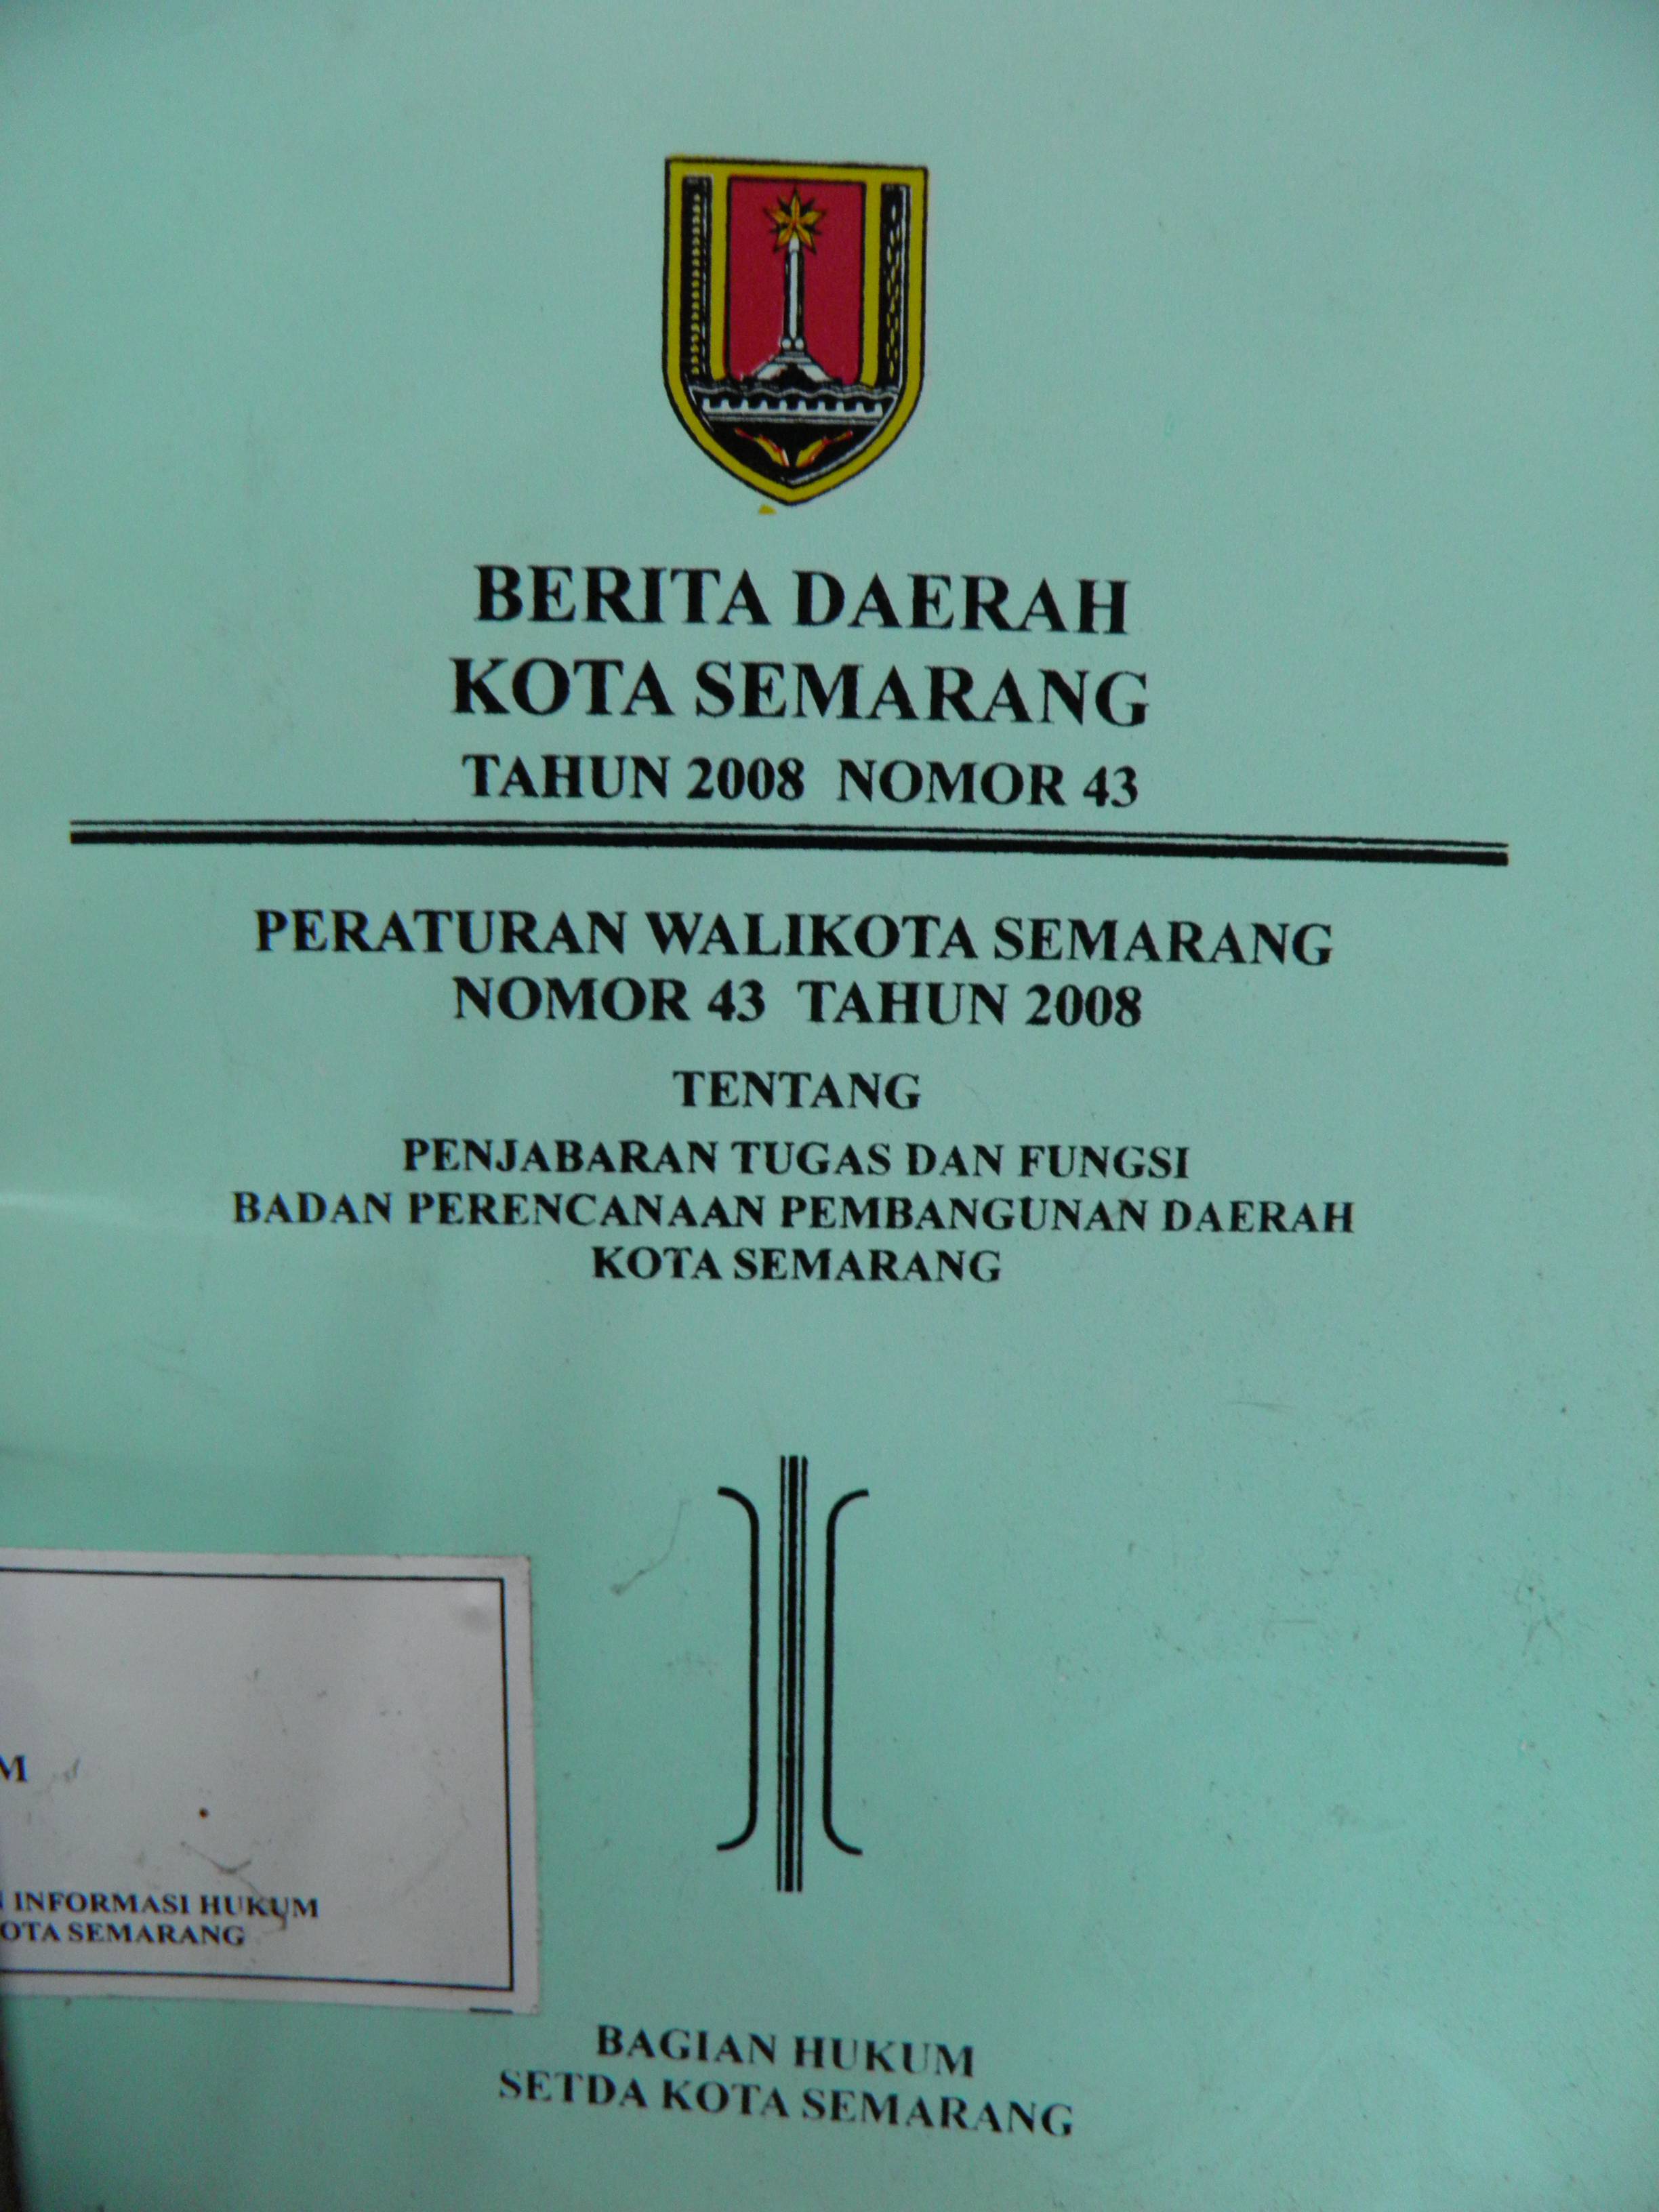 BERITA DAERAH
KOTA SEMARANG
TAHUN 2008 NOMOR 43
PERATURAN WALIKOTA SEMARANG
NOMOR 43 TAHUN 2008
TENTANG
PENJABARAN TUGAS DAN FUNGSI
BADAN PERENCANAAN PEMBANGUNAN DAERAH
KOTA SEMARANG
M
INFORMASI HUKUM
OTA SEMARANG
BAGIAN HUKUM
SETDA KOTA SEMARANG